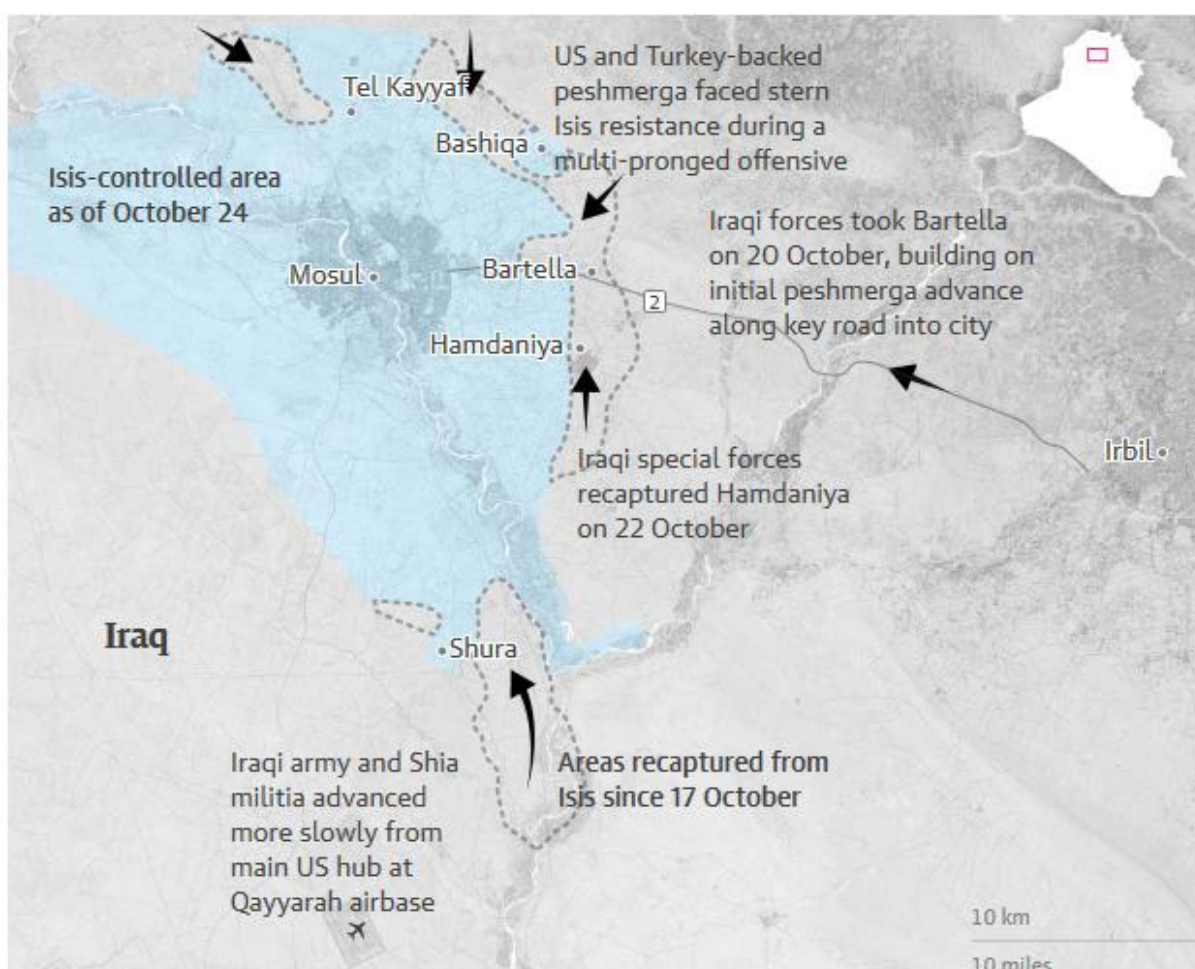 Tel Kayyaf
US and Turkey-backed
peshmerga faced stern
Isis resistance during a
multi-pronged offensive
Bashiqa
Isis-controlled area
as of October 24
Iraqi forces took Bartella
on 20 October, building on
initial peshmerga advance
along key road into city
Mosul
Bartella
2
Hamdaniya
Irbil
Iraqi special forces
recaptured Hamdaniya
on 22 October
Iraq
Shura
Iraqi army and Shia
militia advanced
more slowly from
main US hub at
Qayyarah airbase
Areas recaptured from
Isis since 17 October
10 km
10 miles